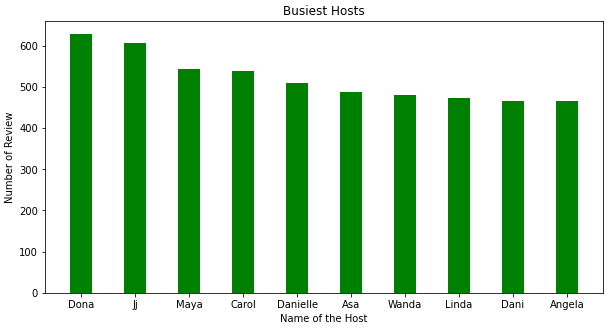 Busiest Hosts
Number of Review
600
500
400
300
200
100
0
Dona Jj Maya Carol Danielle Asa Wanda Linda Dani Angela
Name of the Host